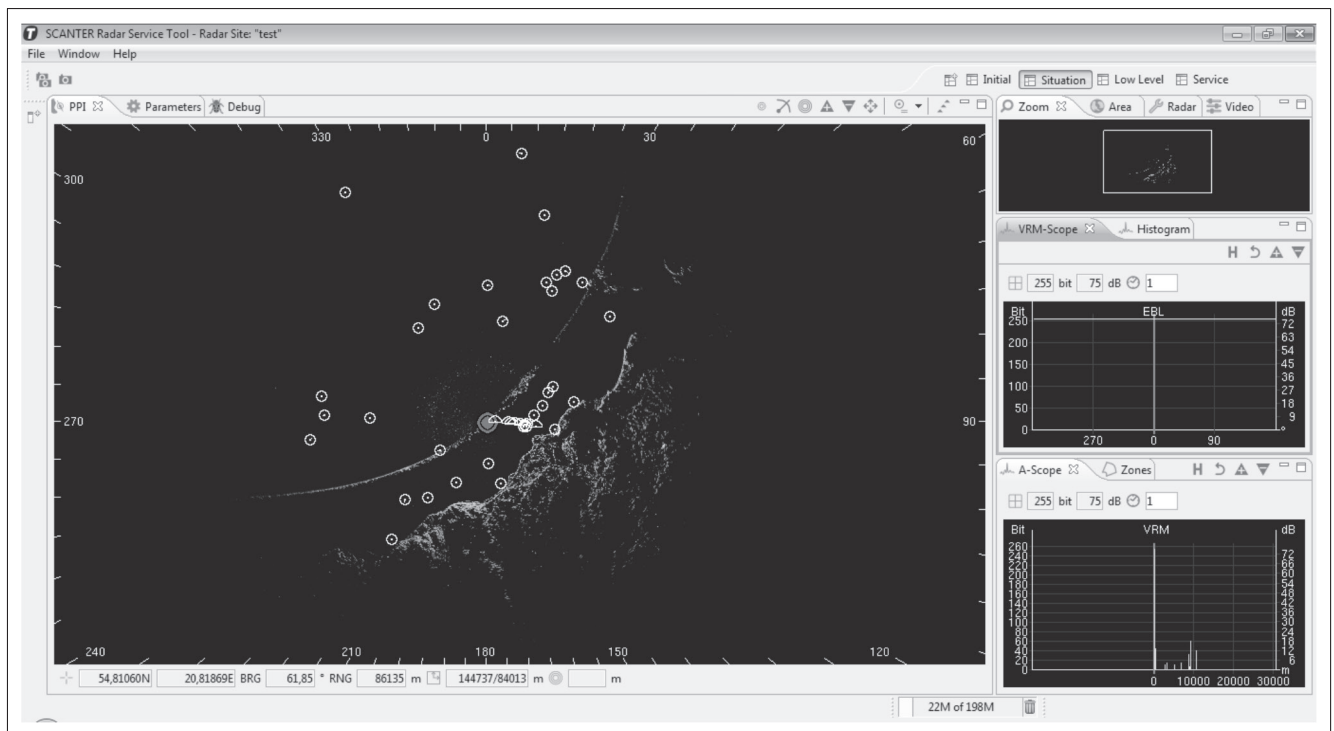 SCANTER Radar Service Tool - Radar Site: "test"
File Window Help
Initial Situation Low Level Service
PPI Parameters Debug
Zoom Area Radar Video
330 0 30 60
300
270
90
240 210 180 150 120
54,81060N 20,81869E BRG 61,85 ° RNG 86135 m 144737/84013 m m
VRM-Scope Histogram
H
255 bit 75 dB 1
Bit EBL dB
250
200
150
100
50
0
72
63
54
45
36
27
18
9
°
270 0 90
A-Scope Zones H
255 bit 75 dB 1
Bit VRM dB
260
240
220
200
180
160
140
120
100
80
60
40
20
0
72
66
60
54
48
42
36
30
24
18
12
6
m
0 10000 20000 30000
22M of 198M